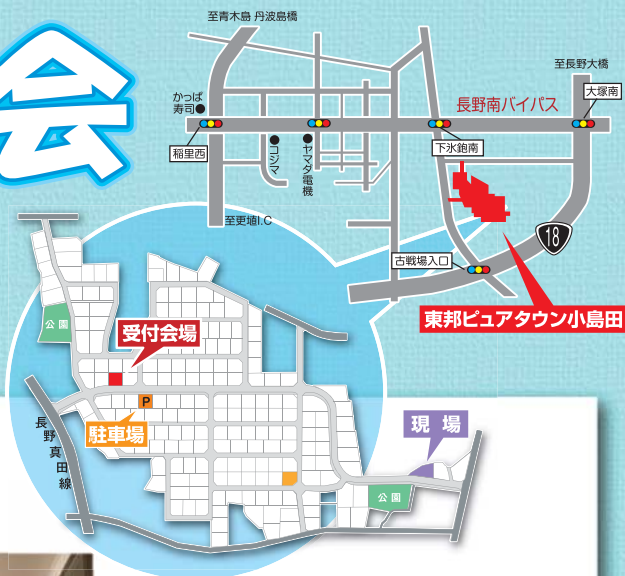 会
至青木島 丹波島橋
至長野大橋
かっぱ
寿司
長野南バイパス
大塚南
稲里西
コジマ
ヤマダ電機
下氷鉋南
至更埴I.C
古戦場入口
18
東邦ピュアタウン小島田
公園
受付会場
P
駐車場
長野真田線
現場
公園